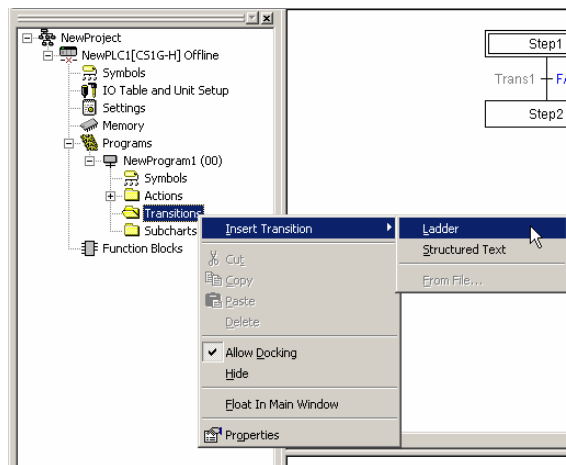 NewProject
NewPLC1[CS1G-H] Offline
Symbols
IO Table and Unit Setup
Settings
Memory
Programs
NewProgram1 (00)
Symbols
Actions
Transitions
Subcharts
Function Blocks
Insert Transition
Cut
Copy
Paste
Delete
Allow Docking
Hide
Float In Main Window
Properties
Ladder
Structured Text
From File...
Step1
Trans1
Step2